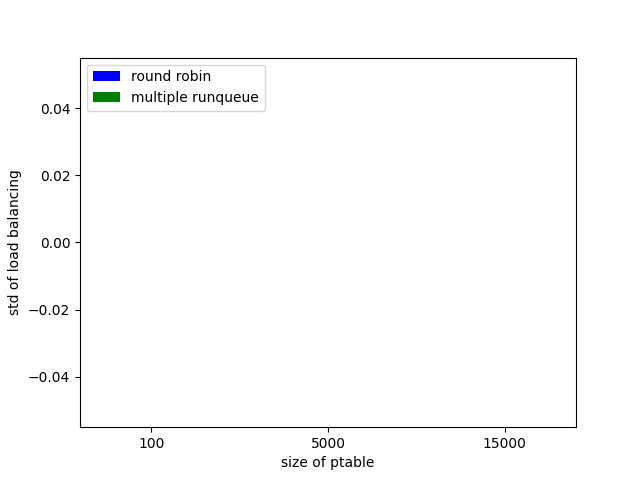 round robin
multiple runqueue
0.04
0.02
0.00
−0.02
−0.04
std of load balancing
100 5000 15000
size of ptable